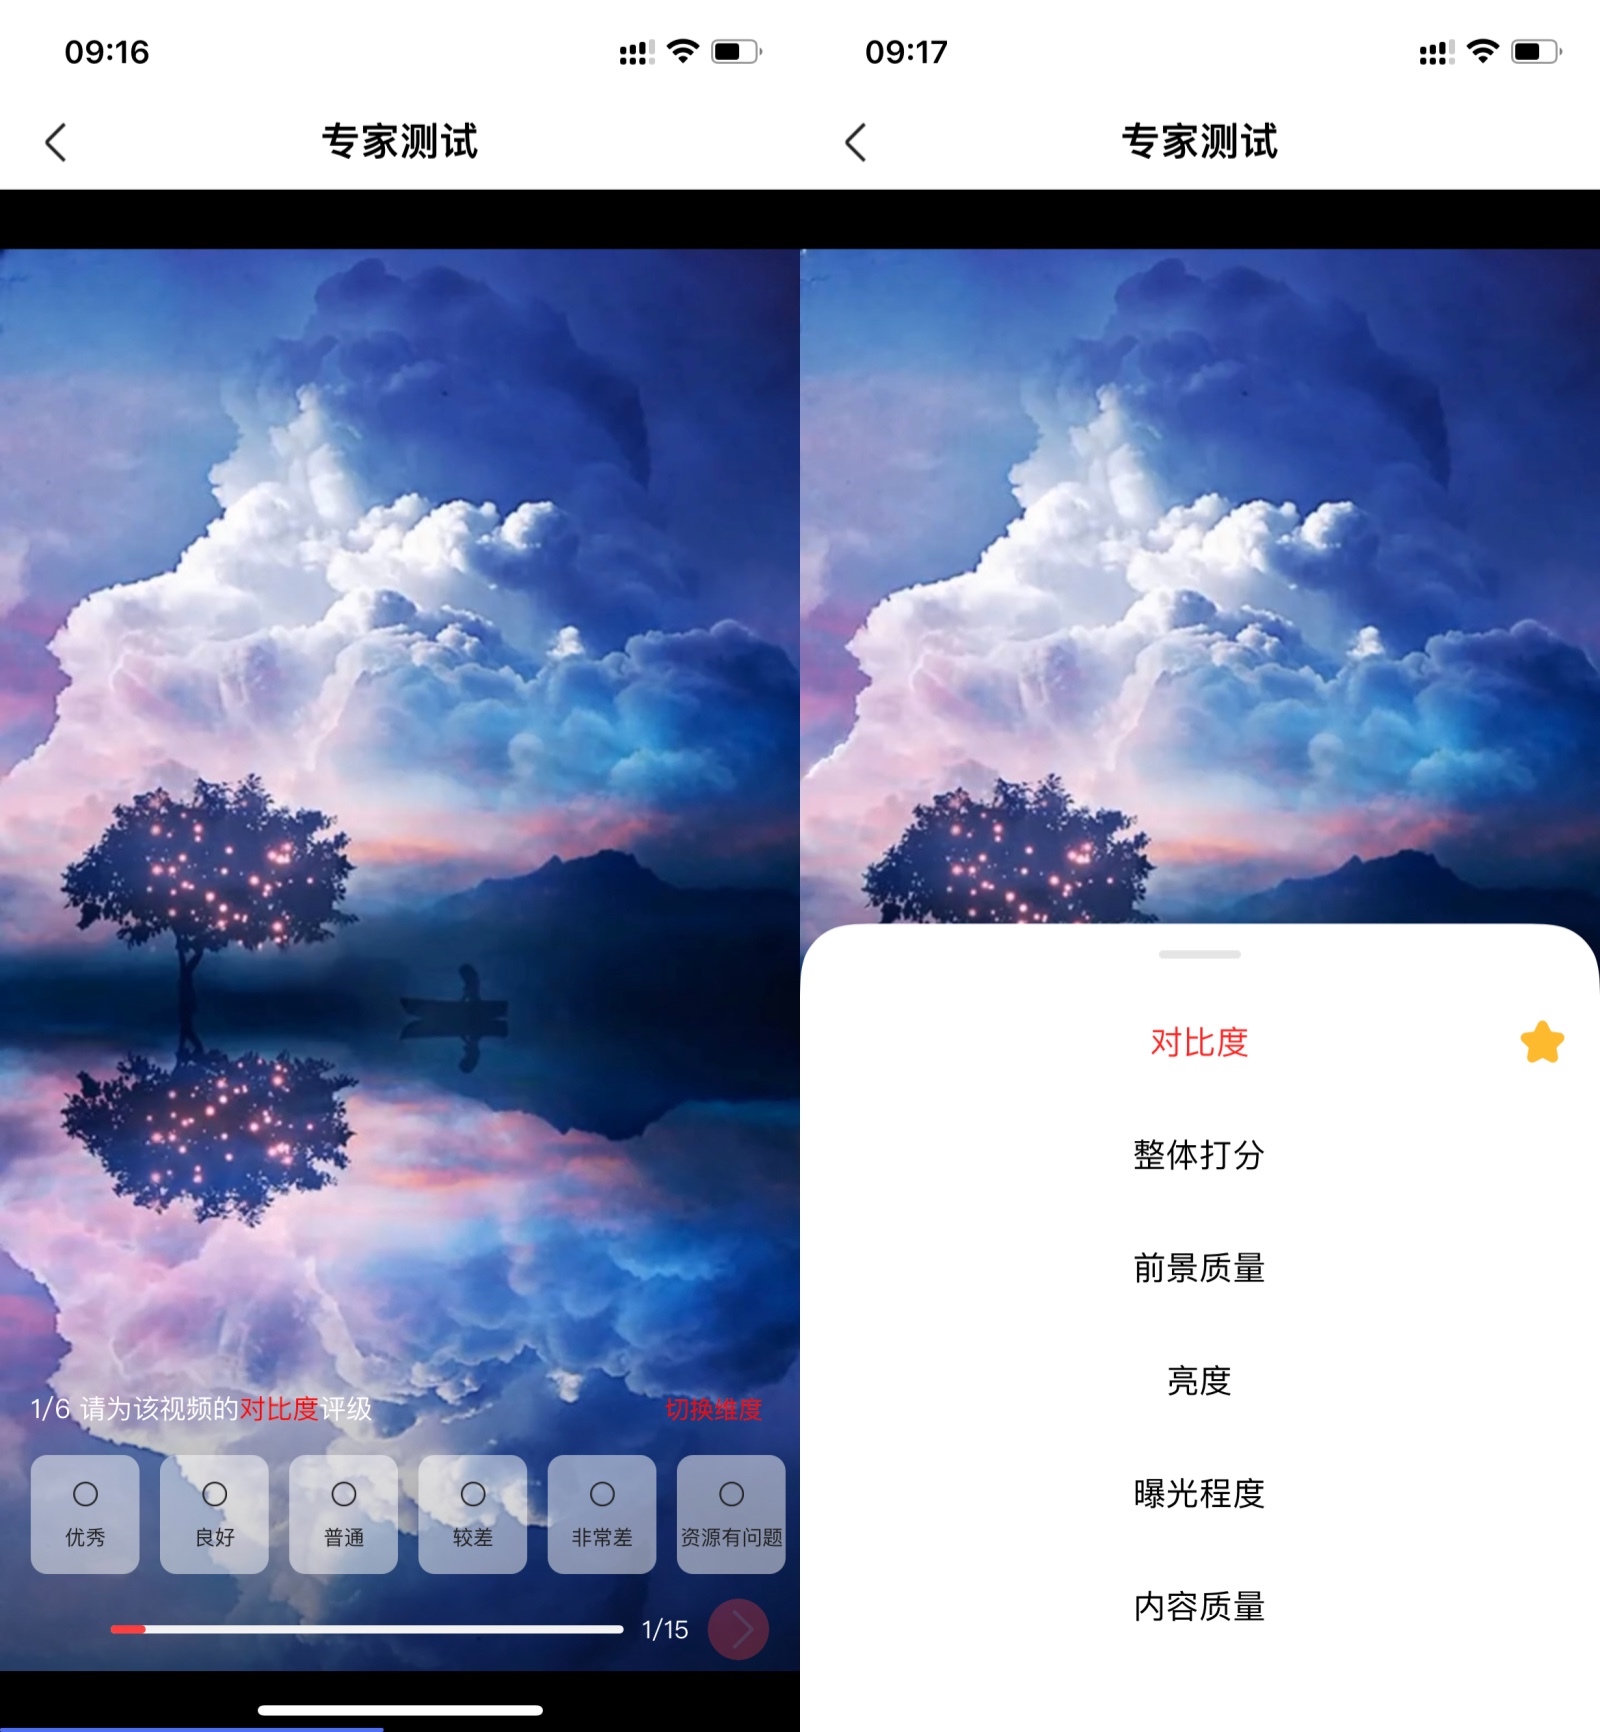 09:16
专家测试
1/6 请为该视频的对比度评级
切换维度
优秀
良好
普通
较差
非常差
资源有问题
1/15
09:17
专家测试
对比度
整体打分
前景质量
亮度
曝光程度
内容质量